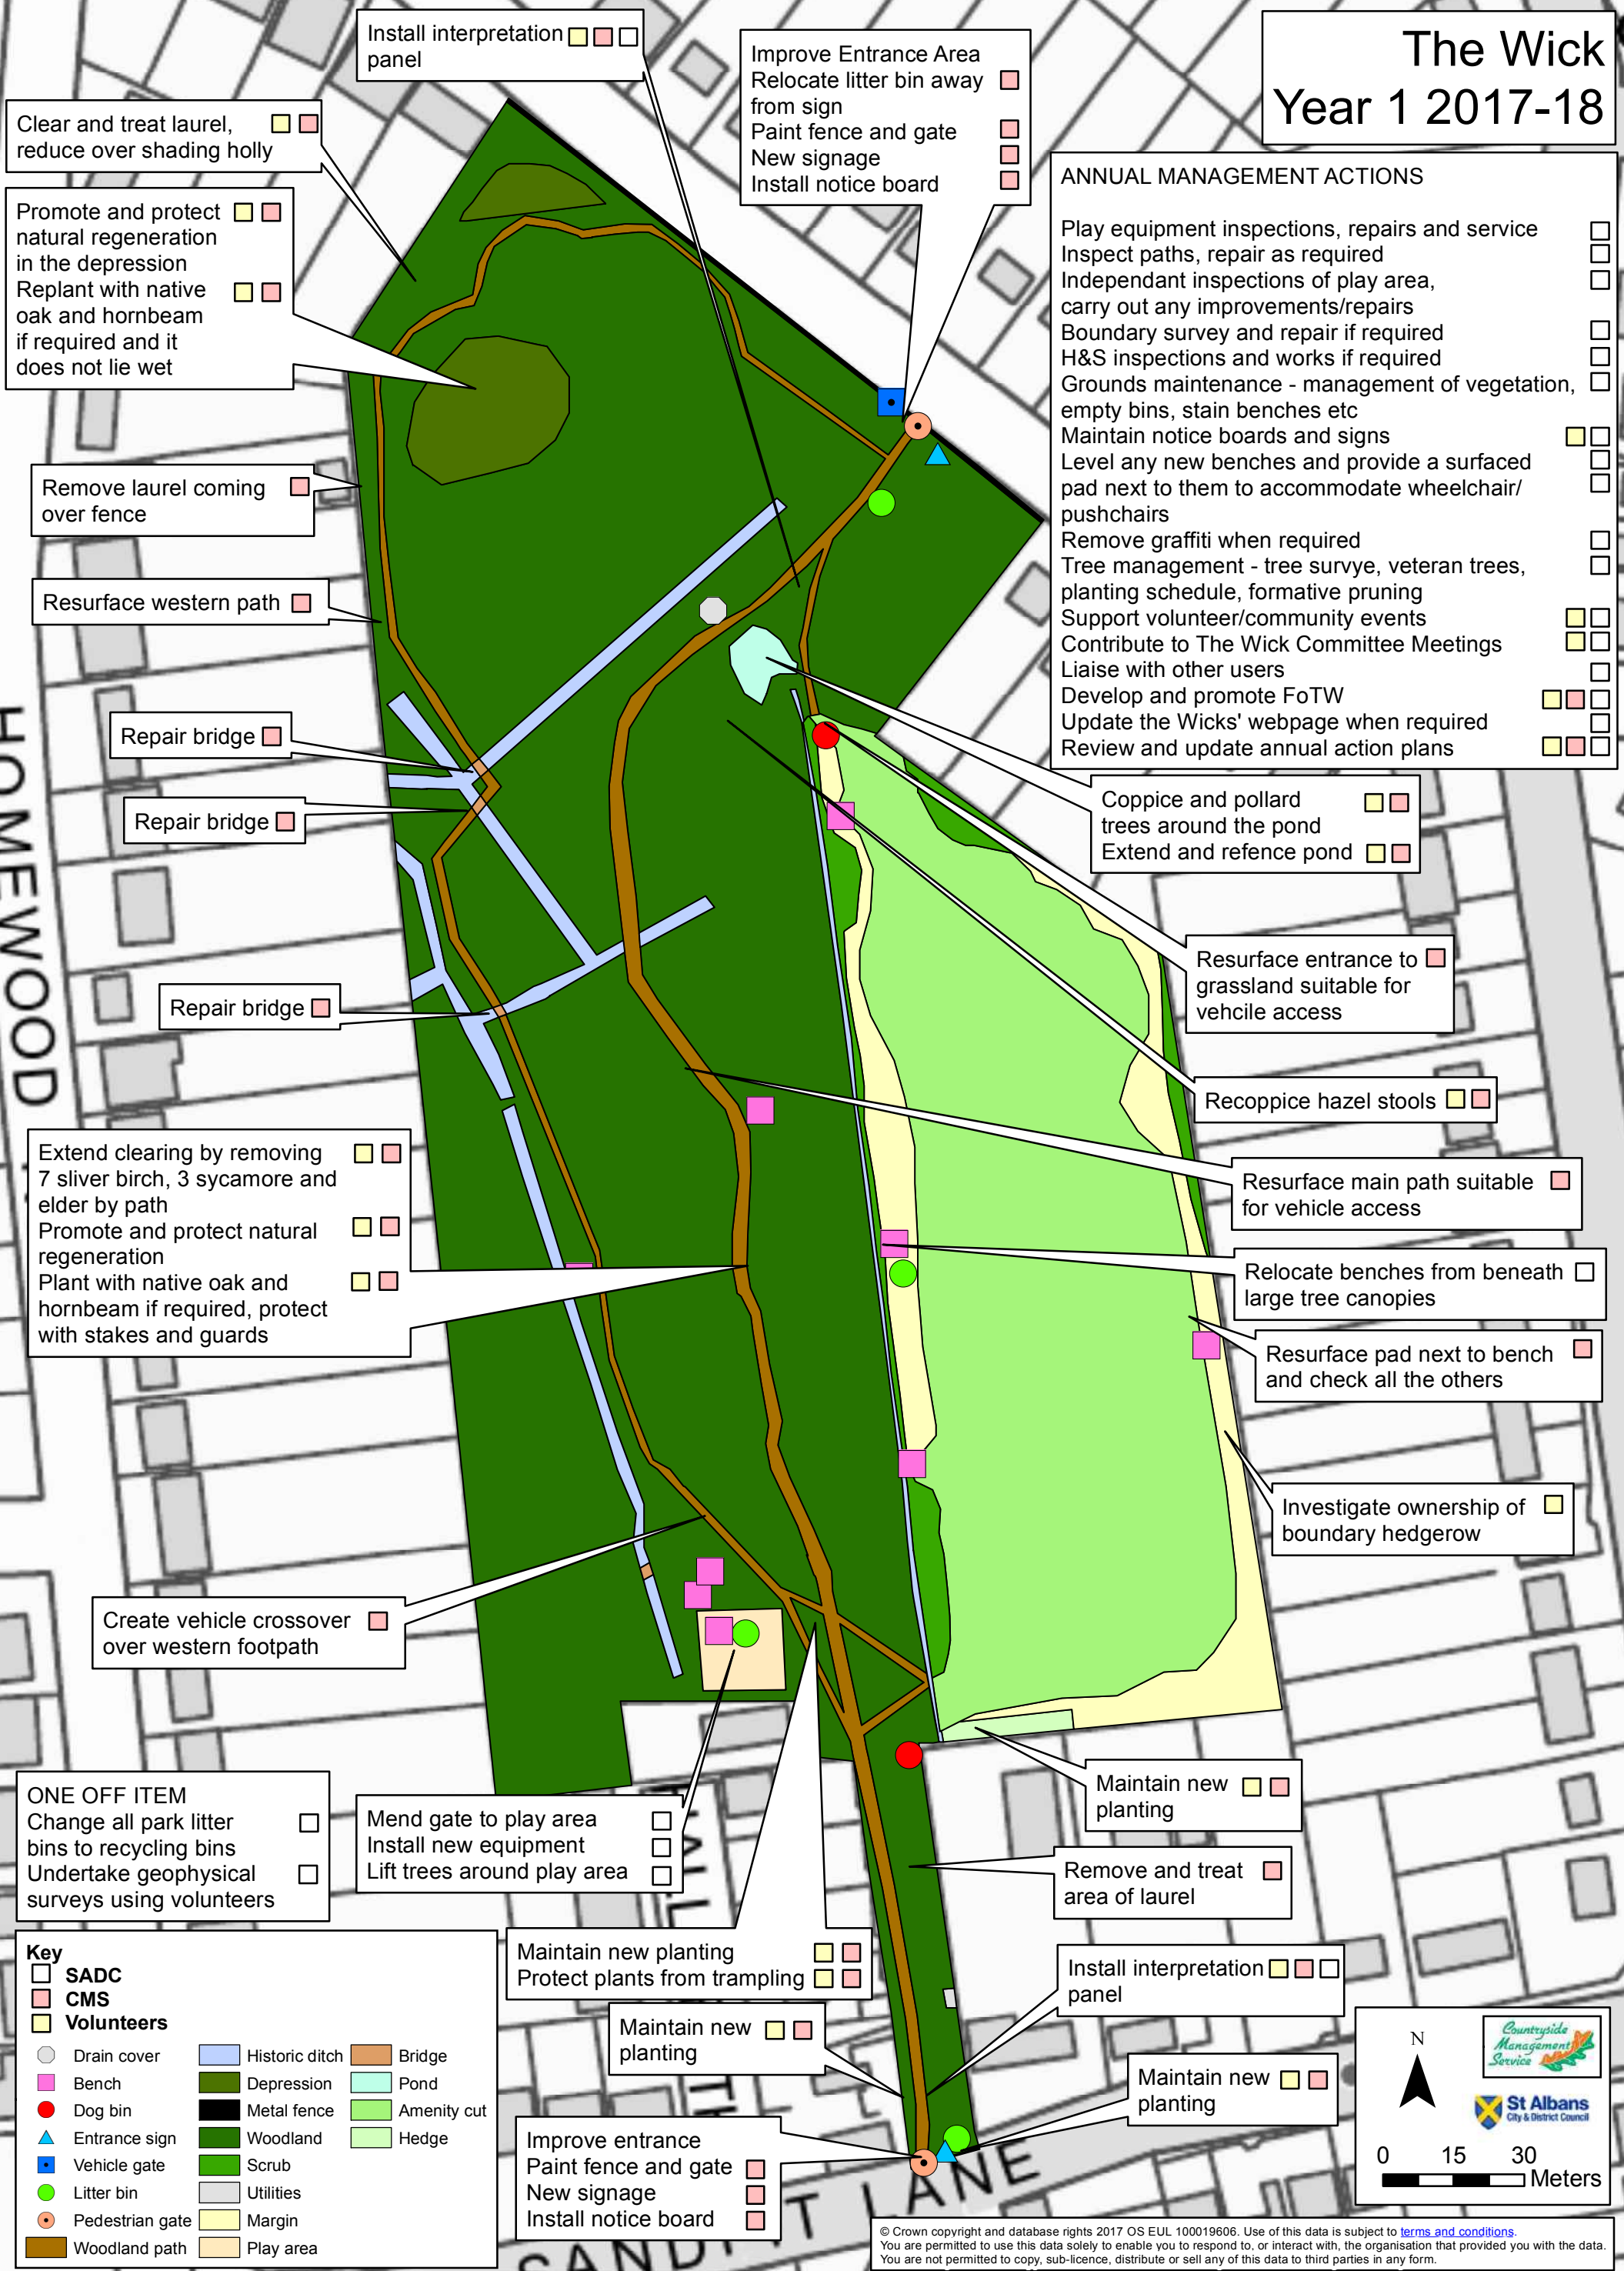 The Wick
Year 1 2017-18
Install interpretation
panel
Improve Entrance Area
Relocate litter bin away
from sign
Paint fence and gate
New signage
Install notice board
Clear and treat laurel,
reduce over shading holly
Promote and protect
natural regeneration
in the depression
Replant with native
oak and hornbeam
if required and it
does not lie wet
ANNUAL MANAGEMENT ACTIONS
Play equipment inspections, repairs and service
Inspect paths, repair as required
Independant inspections of play area,
carry out any improvements/repairs
Boundary survey and repair if required
H&S inspections and works if required
Grounds maintenance - management of vegetation,
empty bins, stain benches etc
Maintain notice boards and signs
Level any new benches and provide a surfaced
pad next to them to accommodate wheelchair/
pushchairs
Remove graffiti when required
Tree management - tree survye, veteran trees,
planting schedule, formative pruning
Support volunteer/community events
Contribute to The Wick Committee Meetings
Liaise with other users
Develop and promote FoTW
Update the Wicks' webpage when required
Review and update annual action plans
Remove laurel coming
over fence
Resurface western path
HOMEWOOD
Repair bridge
Repair bridge
Coppice and pollard
trees around the pond
Extend and refence pond
Resurface entrance to
grassland suitable for
vehcile access
Repair bridge
Recoppice hazel stools
Extend clearing by removing
7 sliver birch, 3 sycamore and
elder by path
Promote and protect natural
regeneration
Plant with native oak and
hornbeam if required, protect
with stakes and guards
Resurface main path suitable
for vehicle access
Relocate benches from beneath
large tree canopies
Resurface pad next to bench
and check all the others
Investigate ownership of
boundary hedgerow
Create vehicle crossover
over western footpath
Maintain new
planting
ONE OFF ITEM
Change all park litter
bins to recycling bins
Undertake geophysical
surveys using volunteers
Mend gate to play area
Install new equipment
Lift trees around play area
Remove and treat
area of laurel
Maintain new planting
Protect plants from trampling
Install interpretation
panel
Maintain new
planting
Maintain new
planting
Improve entrance
Paint fence and gate
New signage
Install notice board
SANDPIT LANE
Key
SADC
CMS
Volunteers
Drain cover
Bench
Dog bin
Entrance sign
Vehicle gate
Litter bin
Pedestrian gate
Woodland path
Historic ditch
Depression
Metal fence
Woodland
Scrub
Utilities
Margin
Play area
Bridge
Pond
Amenity cut
Hedge
N
Countryside
Management
Service
St Albans
City & District Council
0 15 30
Meters
© Crown copyright and database rights 2017 OS EUL 100019606. Use of this data is subject to terms and conditions.
You are permitted to use this data solely to enable you to respond to, or interact with, the organisation that provided you with the data.
You are not permitted to copy, sub-licence, distribute or sell any of this data to third parties in any form.